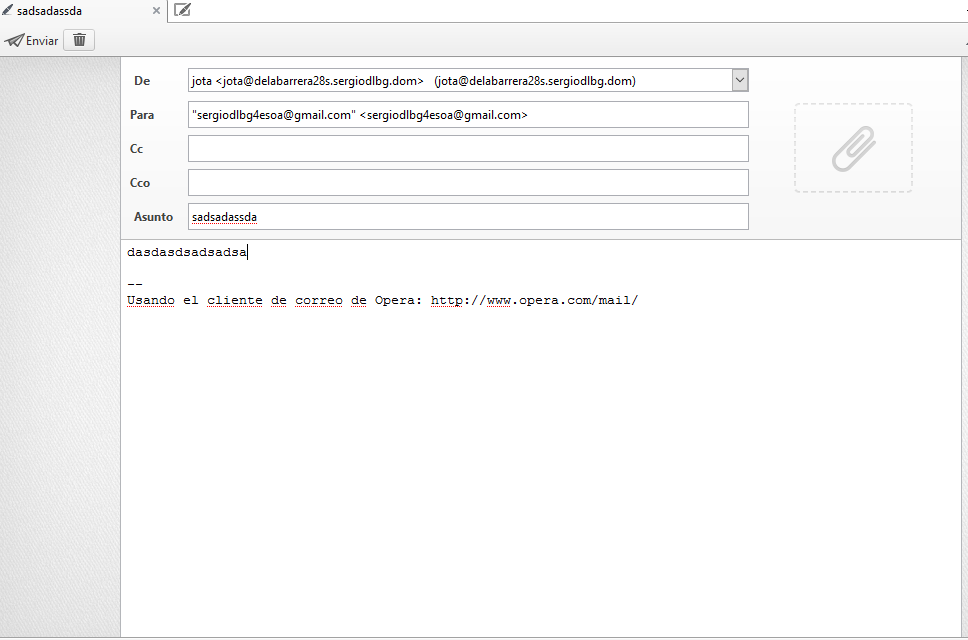 sadsadassda
Enviar
De jota <jota@delabarrera28s.sergiodlbg.dom> (jota@delabarrera28s.sergiodlbg.dom)
Para "sergiodlbg4esoa@gmail.com" <sergiodlbg4esoa@gmail.com>
Cc
Cco
Asunto sadsadassda
dasdasdsadsadsa
--
Usando el cliente de correo de Opera: http://www.opera.com/mail/